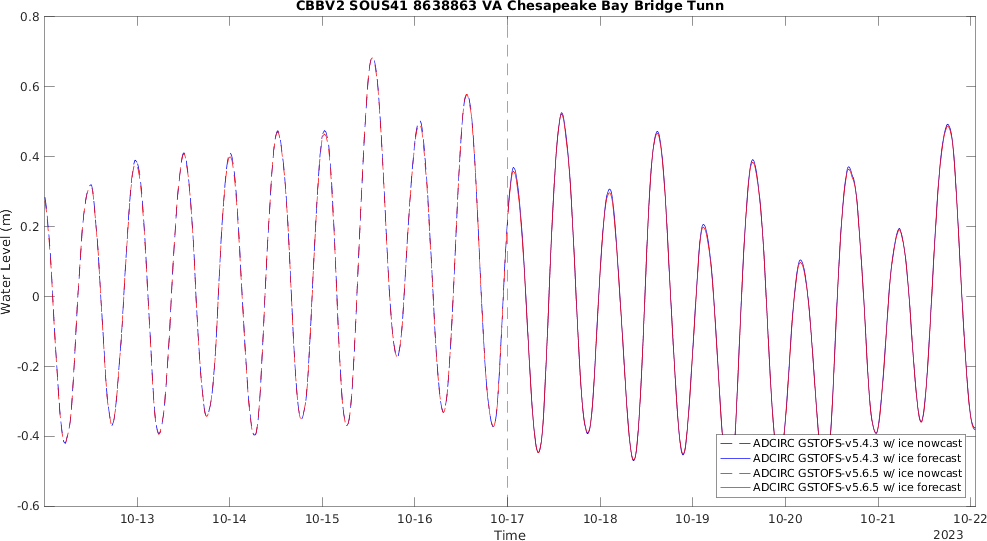 CBBV2 SOUS41 8638863 VA Chesapeake Bay Bridge Tunn
0.8
0.6
0.4
0.2
0
-0.2
-0.4
-0.6
Water Level (m)
ADCIRC GSTOFS-v5.4.3 w/ ice nowcast
ADCIRC GSTOFS-v5.4.3 w/ ice forecast
ADCIRC GSTOFS-v5.6.5 w/ ice nowcast
ADCIRC GSTOFS-v5.6.5 w/ ice forecast
10-13 10-14 10-15 10-16 10-17 10-18 10-19 10-20 10-21 10-22
Time
2023